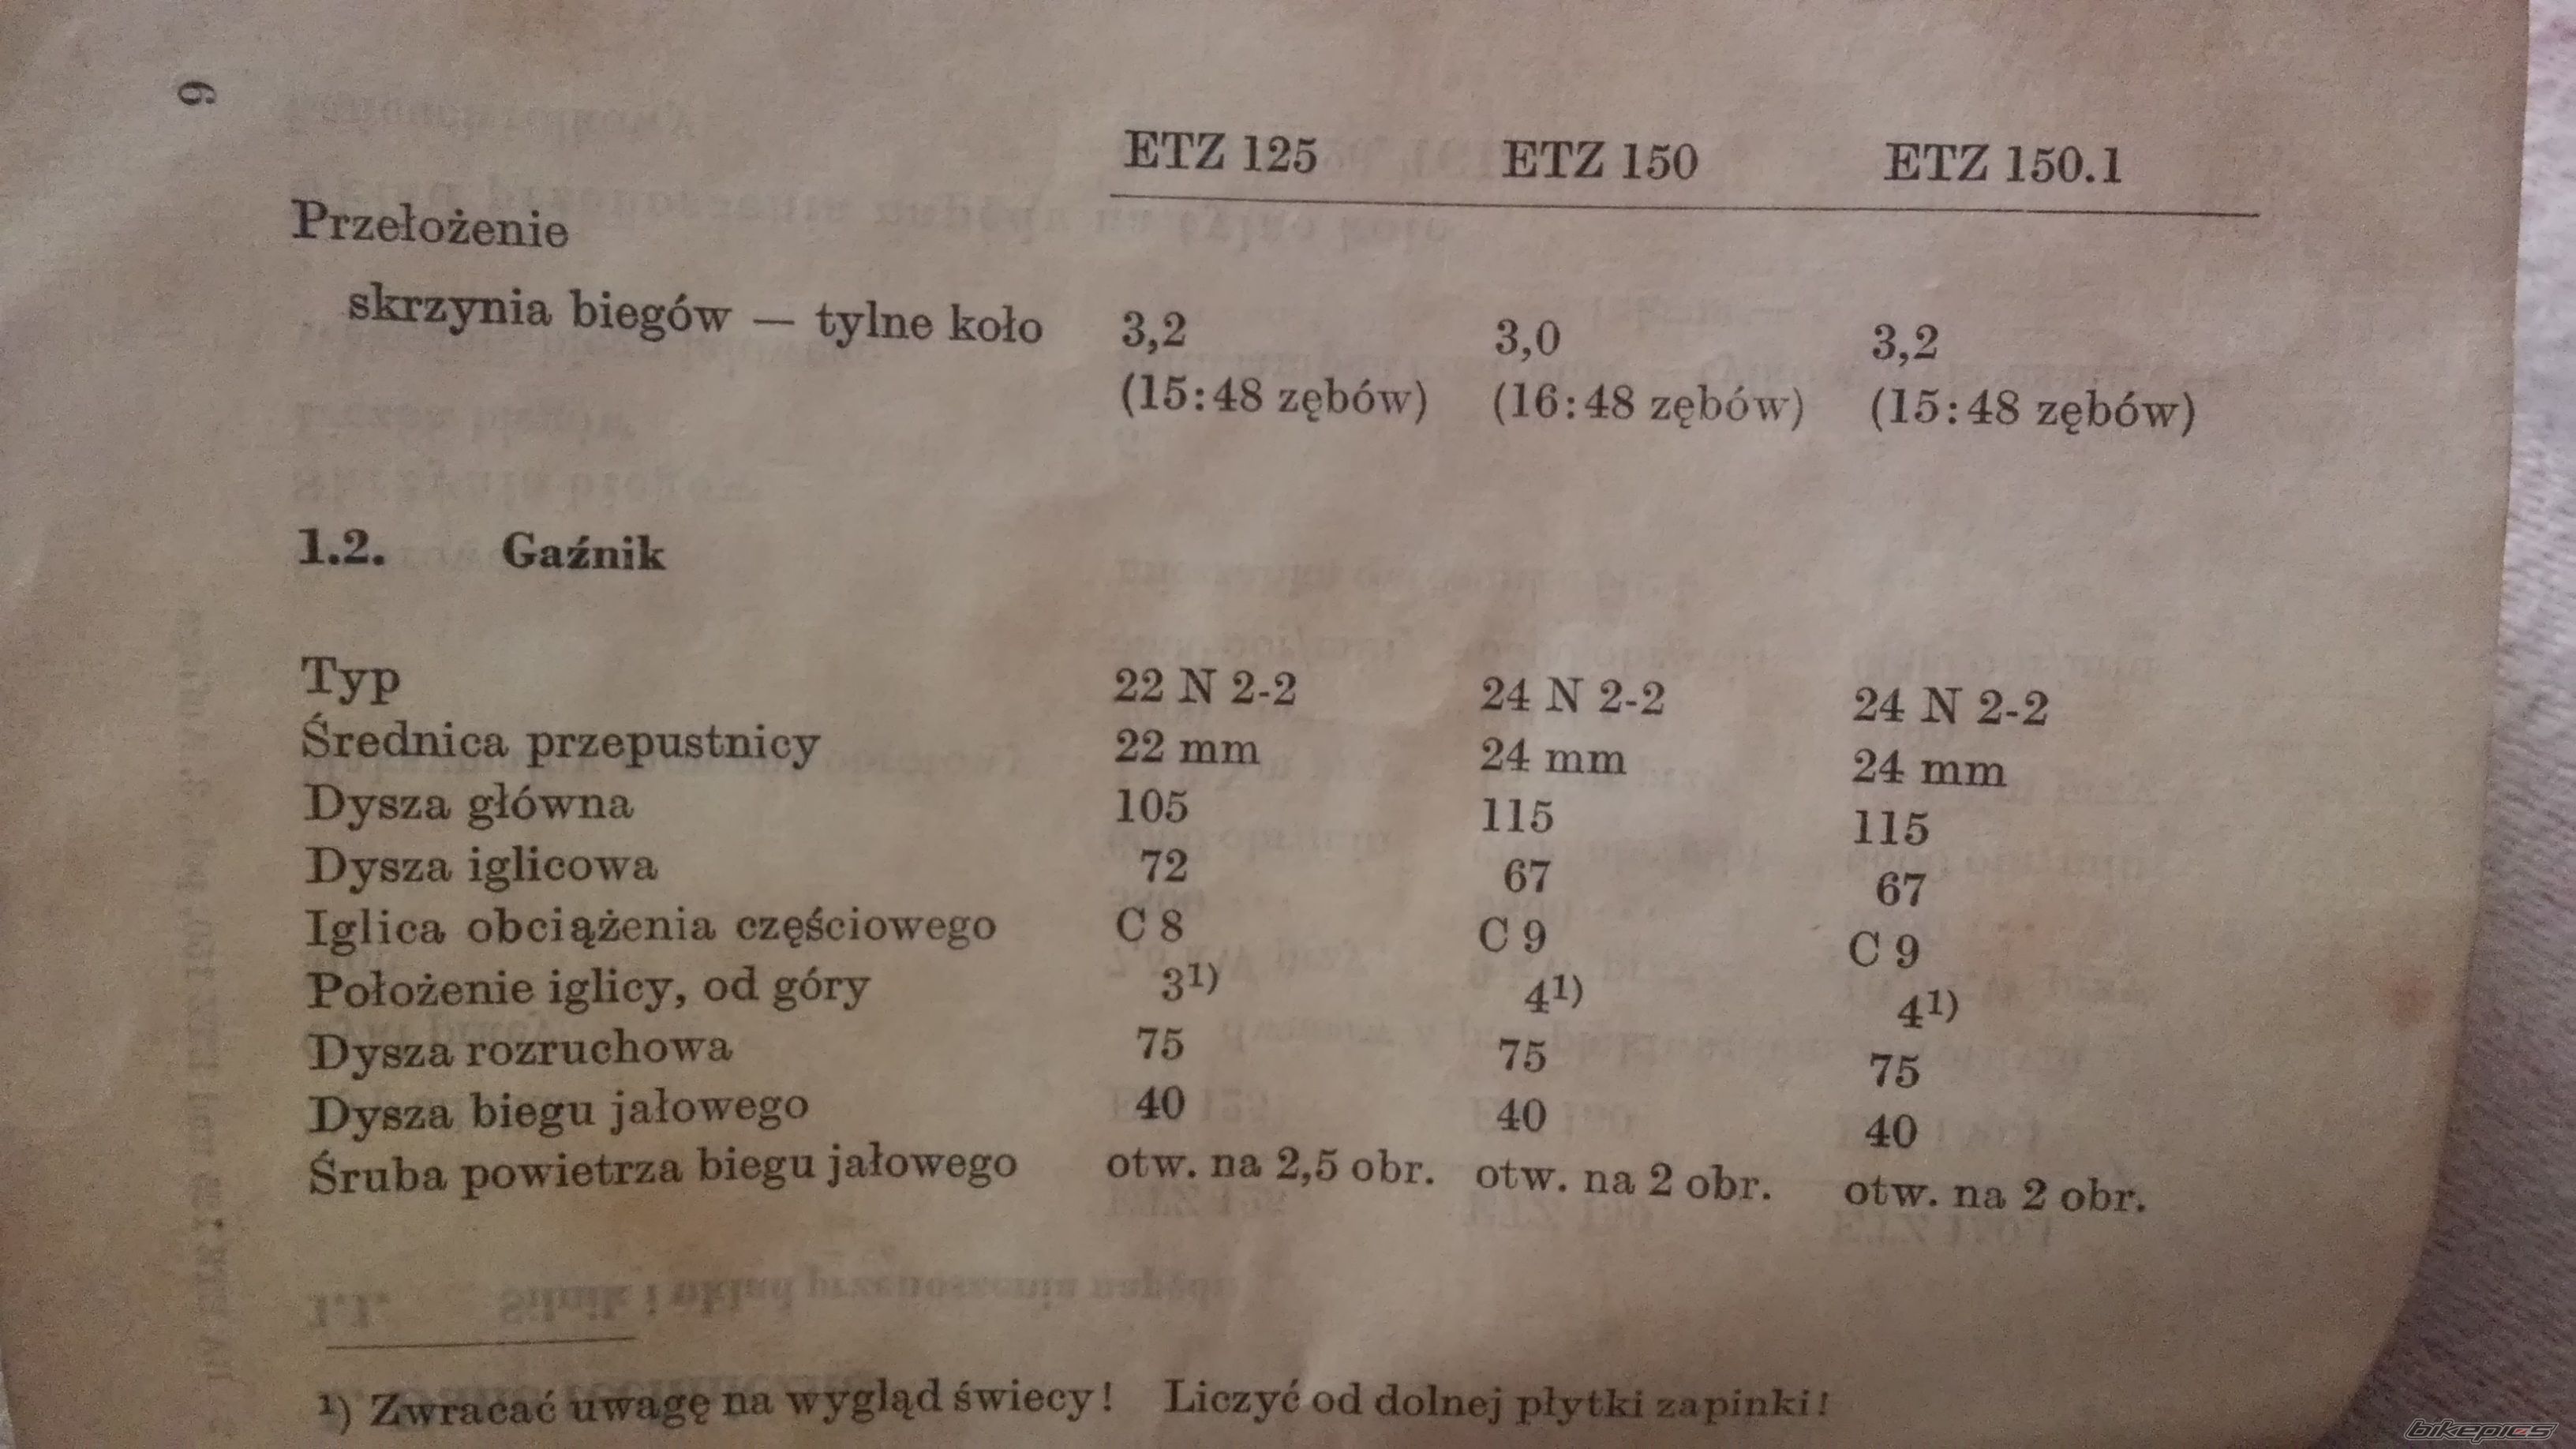 6
ETZ 125 ETZ 150 ETZ 150.1
Przełożenie
skrzynia biegów — tylne koło 3,2 3,0 3,2
(15:48 zębów) (16:48 zębów) (15:48 zębów)
1.2. Gaźnik
Typ 22 N 2-2 24 N 2-2 24 N 2-2
Średnica przepustnicy 22 mm 24 mm 24 mm
Dysza główna 105 115 115
Dysza iglicowa 72 67 67
Iglica obciążenia częściowego C 8 C 9 C 9
Położenie iglicy, od góry 3¹) 4¹) 4¹)
Dysza rozruchowa 75 75 75
Dysza biegu jałowego 40 40 40
Śruba powietrza biegu jałowego otw. na 2,5 obr. otw. na 2 obr. otw. na 2 obr.
¹) Zwracać uwagę na wygląd świecy! Liczyć od dolnej płytki zapinki!
bikepics